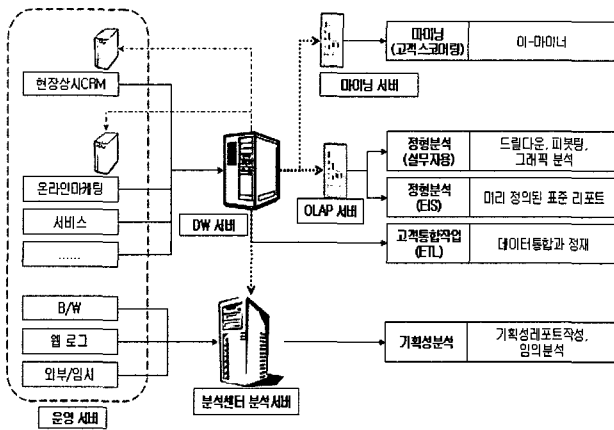 현장상시CRM
온라인마케팅
서비스
......
B/W
웹 로그
외부/임시
운영 서버
DW 서버
분석센터 분석서버
마이닝 서버
OLAP 서버
마이닝
(고객스코어링)
이-마이너
정형분석
(실무자용)
드릴다운, 피봇팅,
그래픽 분석
정형분석
(EIS)
미리 정의된 표준 리포트
고객통합작업
(ETL)
데이터통합과 정재
기획성분석
기획성레포트작성,
임의분석